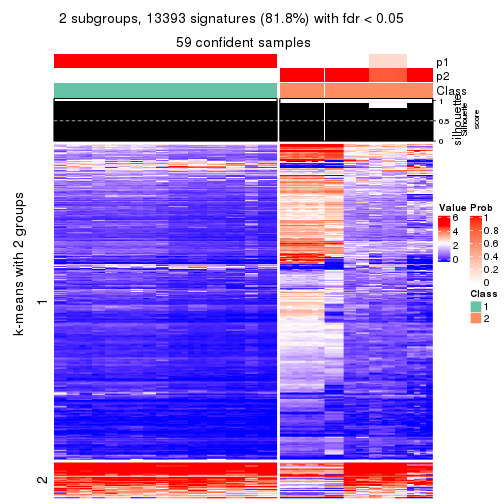 2 subgroups, 13393 signatures (81.8%) with fdr < 0.05
59 confident samples
p1
p2
Class
1
0.5
0
silhouette
Silhouette
score
k-means with 2 groups
1
2
Value
6
4
2
0
Prob
1
0.8
0.6
0.4
0.2
0
Class
1
2